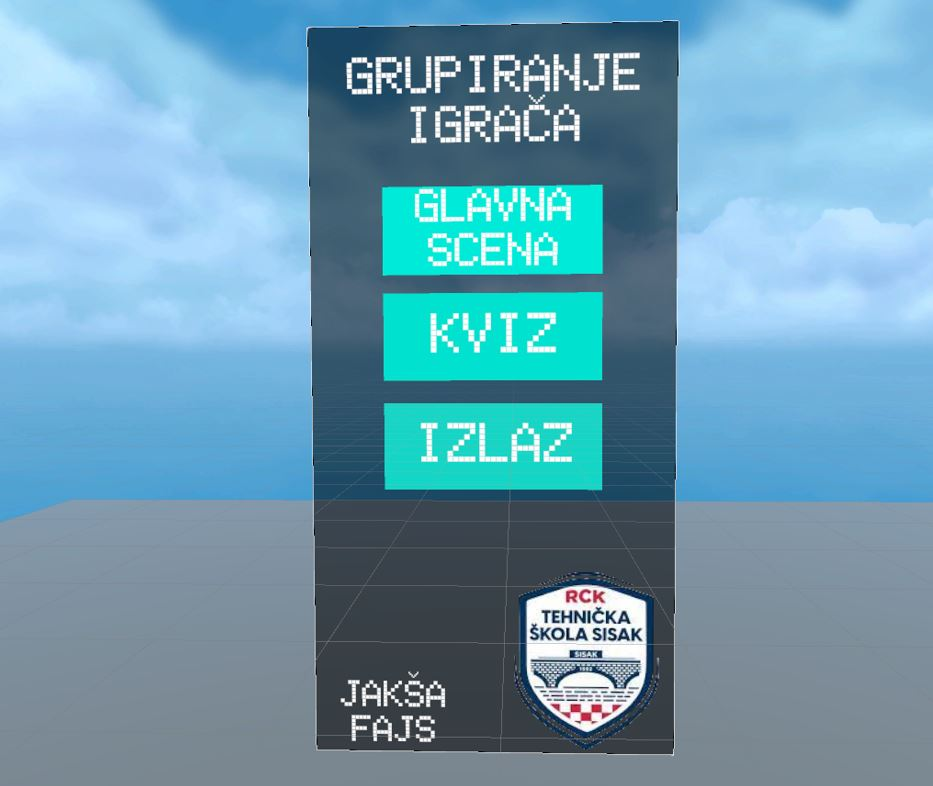 GRUPIRANJE
IGRAČA
GLAVNA
SCENA
KVIZ
IZLAZ
RCK
TEHNIČKA
ŠKOLA SISAK
SISAK
JAKŠA
FAJS